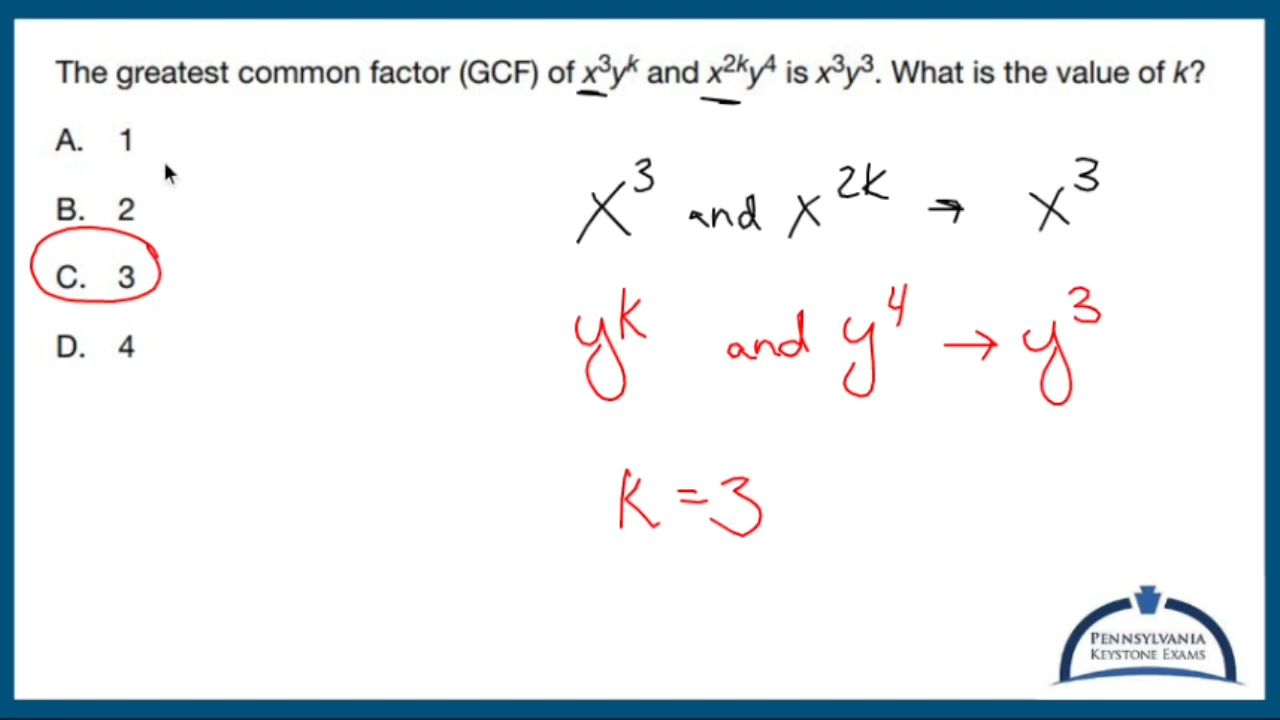 The greatest common factor (GCF) of x³yᵏ and x²ᵏy⁴ is x³y³. What is the value of k?
A. 1
B. 2
C. 3
D. 4
x³ and x²ᵏ → x³
yᵏ and y⁴ → y³
k = 3
PENNSYLVANIA
KEYSTONE EXAMS